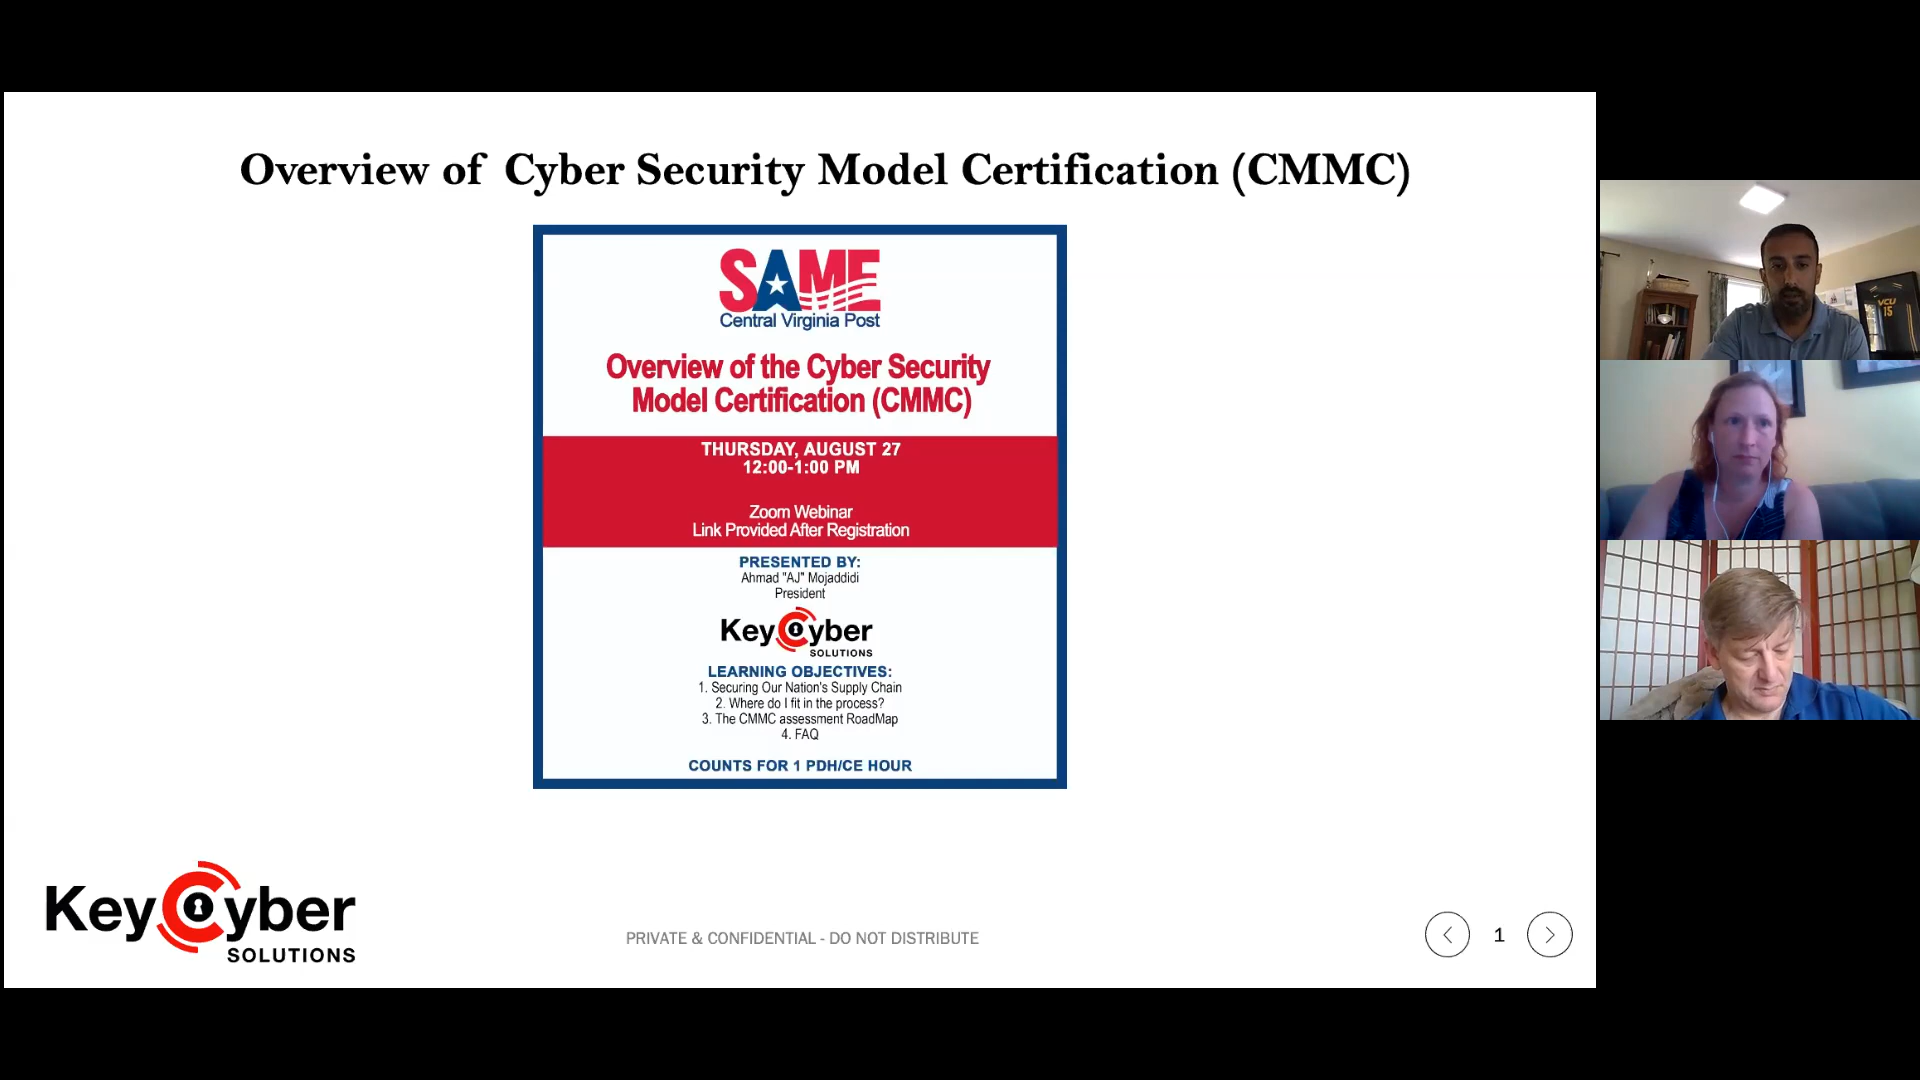 Overview of Cyber Security Model Certification (CMMC)
SAME
Central Virginia Post
Overview of the Cyber Security
Model Certification (CMMC)
THURSDAY, AUGUST 27
12:00-1:00 PM
Zoom Webinar
Link Provided After Registration
PRESENTED BY:
Ahmad "AJ" Mojaddidi
President
KeyCyber
SOLUTIONS
LEARNING OBJECTIVES:
1. Securing Our Nation's Supply Chain
2. Where do I fit in the process?
3. The CMMC assessment RoadMap
4. FAQ
COUNTS FOR 1 PDH/CE HOUR
KeyCyber
SOLUTIONS
PRIVATE & CONFIDENTIAL - DO NOT DISTRIBUTE
1
VCU
15